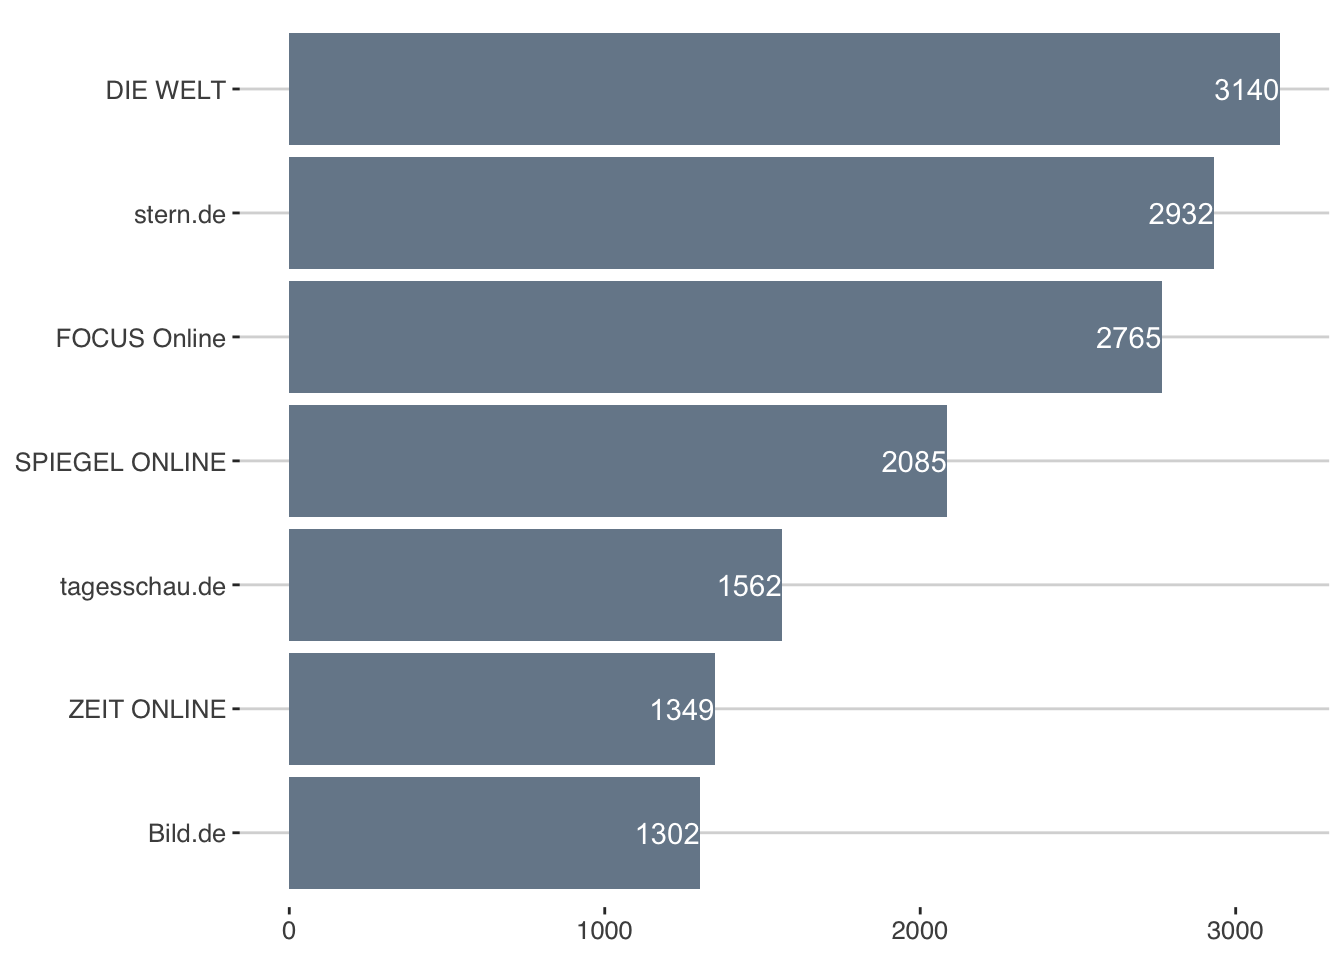 DIE WELT 3140
stern.de 2932
FOCUS Online 2765
SPIEGEL ONLINE 2085
tagesschau.de 1562
ZEIT ONLINE 1349
Bild.de 1302
0 1000 2000 3000